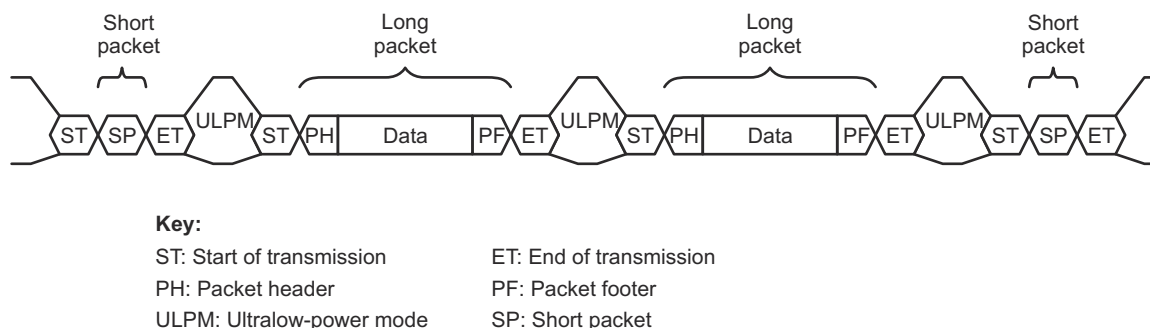 Short packet
Long packet
Long packet
Short packet
ST SP ET ULPM ST PH Data PF ET ULPM ST PH Data PF ET ULPM ST SP ET
Key:
ST: Start of transmission ET: End of transmission
PH: Packet header PF: Packet footer
ULPM: Ultralow-power mode SP: Short packet